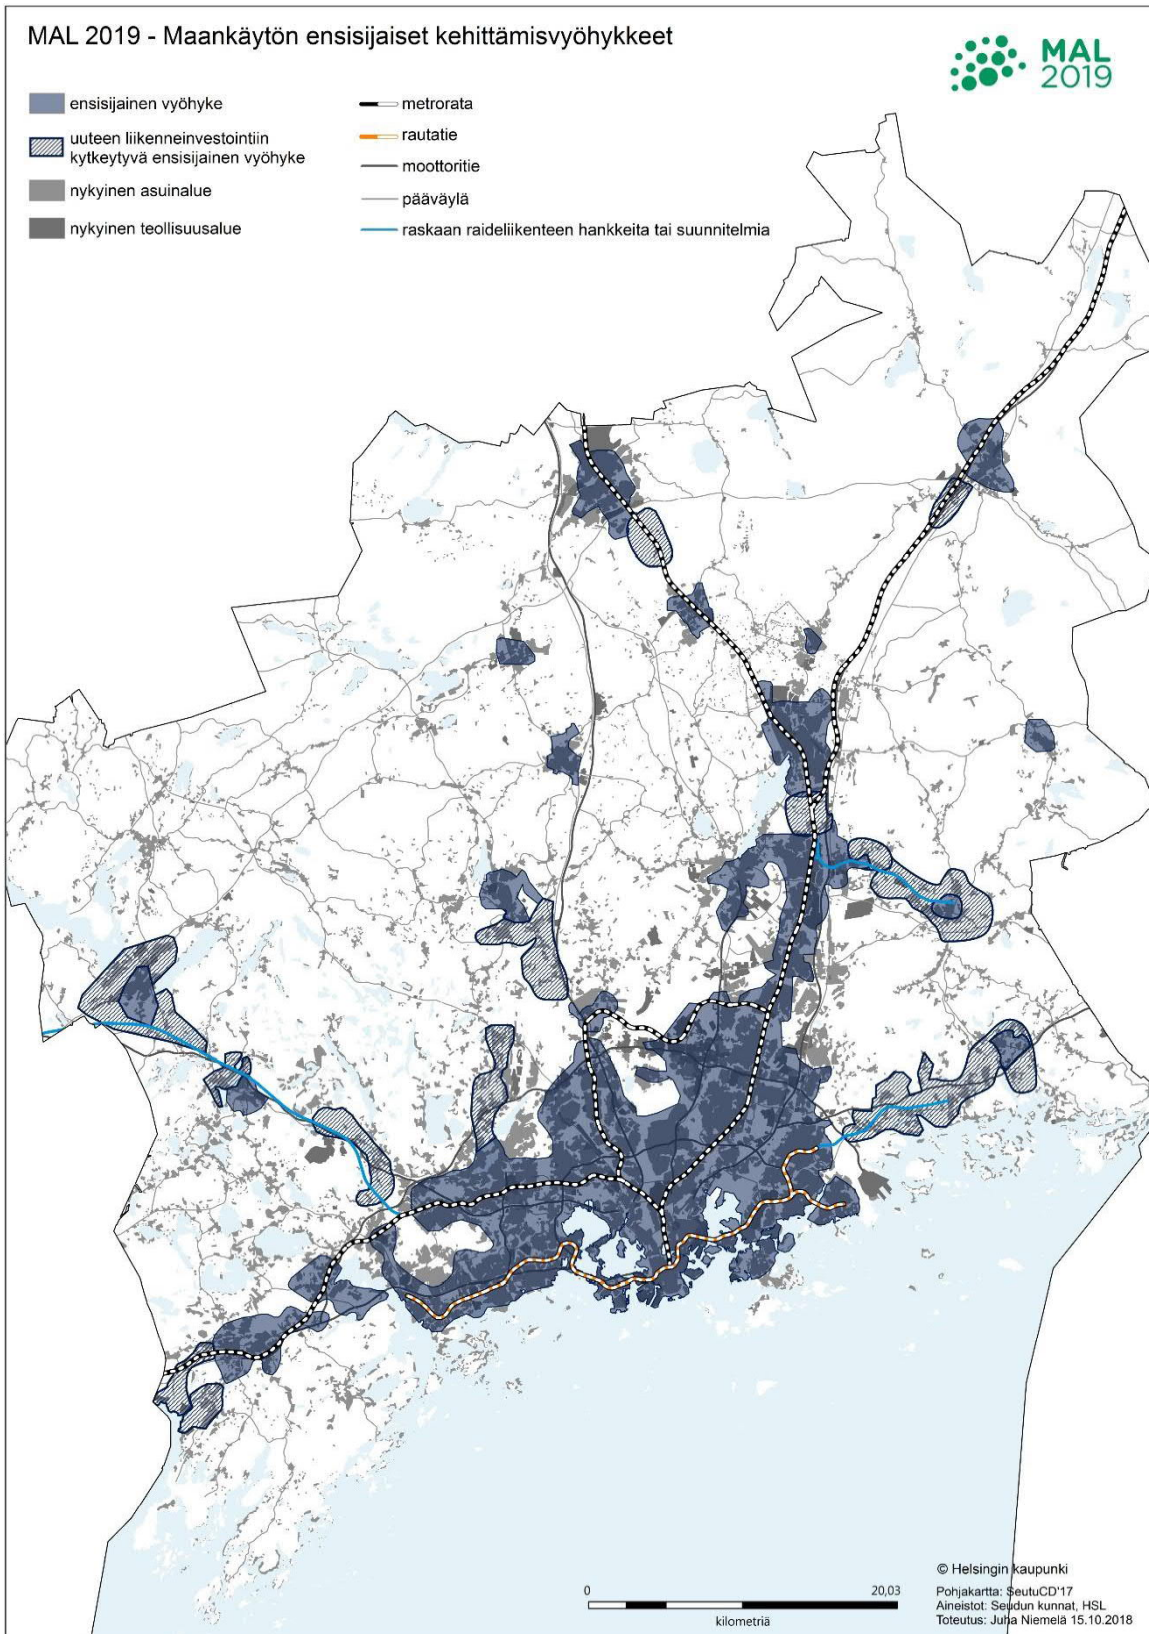 MAL 2019 - Maankäytön ensisijaiset kehittämisvyöhykkeet
MAL
2019
ensisijainen vyöhyke
uuteen liikenneinvestointiin
kytkeytyvä ensisijainen vyöhyke
nykyinen asuinalue
nykyinen teollisuusalue
metrorata
rautatie
moottoritie
pääväylä
raskaan raideliikenteen hankkeita tai suunnitelmia
0
20,03
kilometriä
© Helsingin kaupunki
Pohjakartta: SeutuCD'17
Aineistot: Seudun kunnat, HSL
Toteutus: Juha Niemelä 15.10.2018